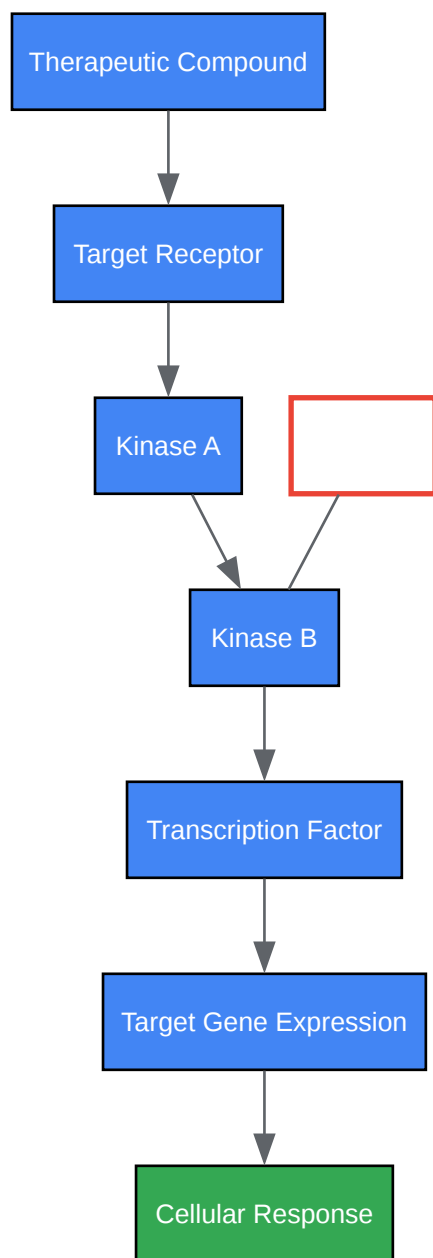 Therapeutic Compound
Target Receptor
Kinase A
Kinase B
Transcription Factor
Target Gene Expression
Cellular Response